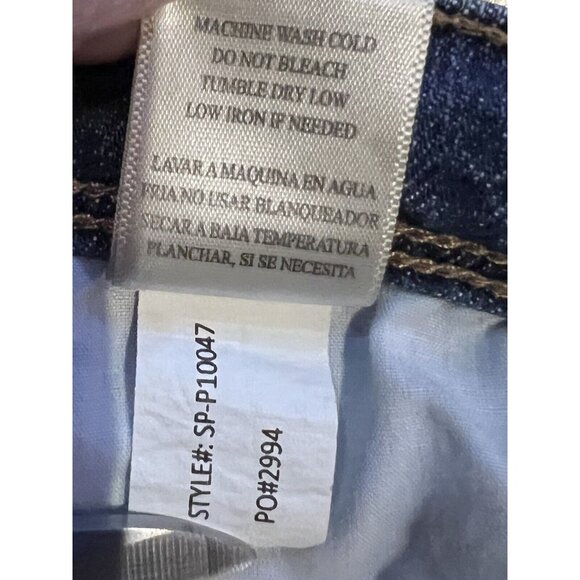 MACHINE WASH COLD
DO NOT BLEACH
TUMBLE DRY LOW
LOW IRON IF NEEDED
LAVAR A MAQUINA EN AGUA
FRIA NO USAR BLANQUEADOR
SECAR A BAJA TEMPERATURA
PLANCHAR, SI SE NECESITA
STYLE#: SP-P10047
PO#2994